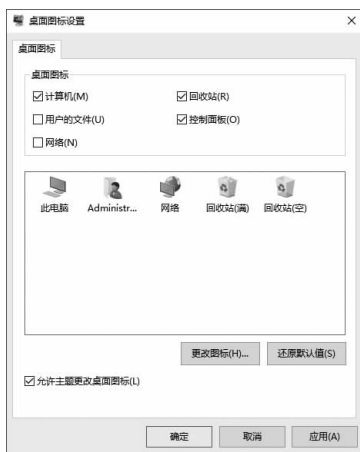 桌面图标设置
桌面图标
桌面图标
计算机(M) 回收站(R)
用户的文件(U) 控制面板(O)
网络(N)
此电脑 Administr... 网络 回收站(满) 回收站(空)
更改图标(H)... 还原默认值(S)
允许主题更改桌面图标(L)
确定 取消 应用(A)